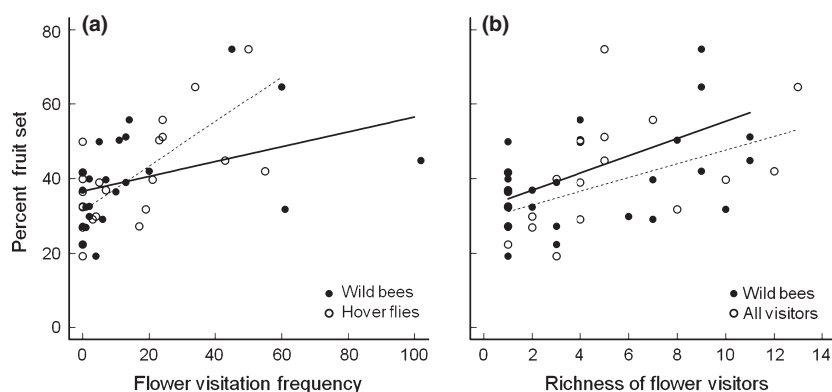 (a)
(b)
Percent fruit set
80
60
40
20
0
Wild bees
Hover flies
0 20 40 60 80 100
Flower visitation frequency
Wild bees
All visitors
0 2 4 6 8 10 12 14
Richness of flower visitors